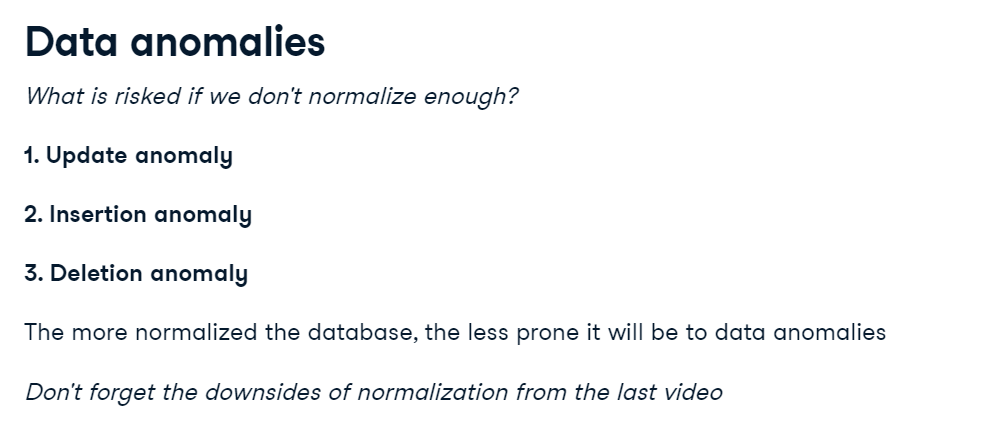 Data anomalies
What is risked if we don't normalize enough?
1. Update anomaly
2. Insertion anomaly
3. Deletion anomaly
The more normalized the database, the less prone it will be to data anomalies
Don't forget the downsides of normalization from the last video